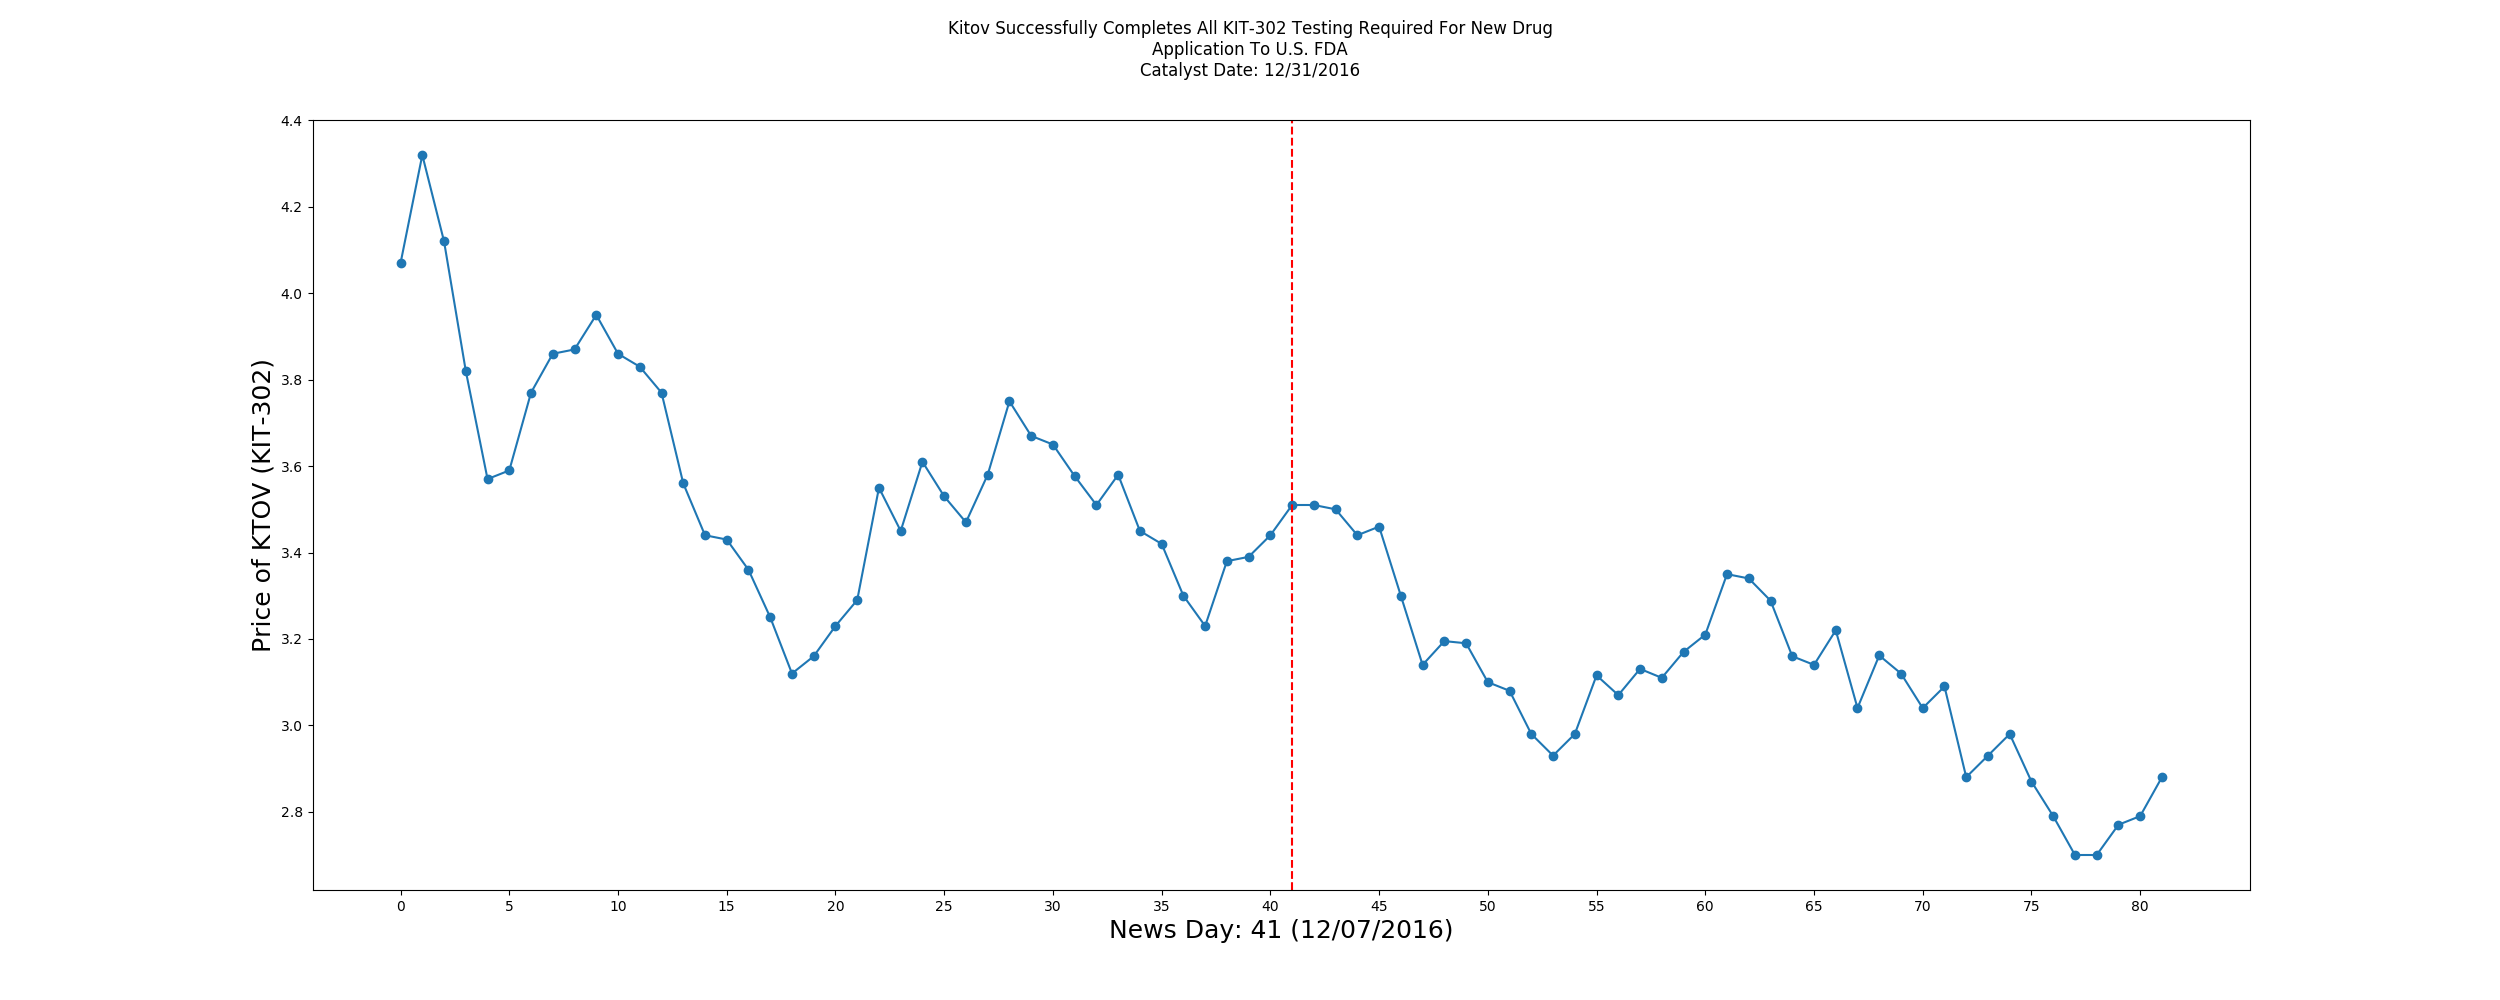 Kitov Successfully Completes All KIT-302 Testing Required For New Drug
Application To U.S. FDA
Catalyst Date: 12/31/2016
4.4
4.2
4.0
3.8
3.6
3.4
3.2
3.0
2.8
Price of KTOV (KIT-302)
0 5 10 15 20 25 30 35 40 45 50 55 60 65 70 75 80
News Day: 41 (12/07/2016)